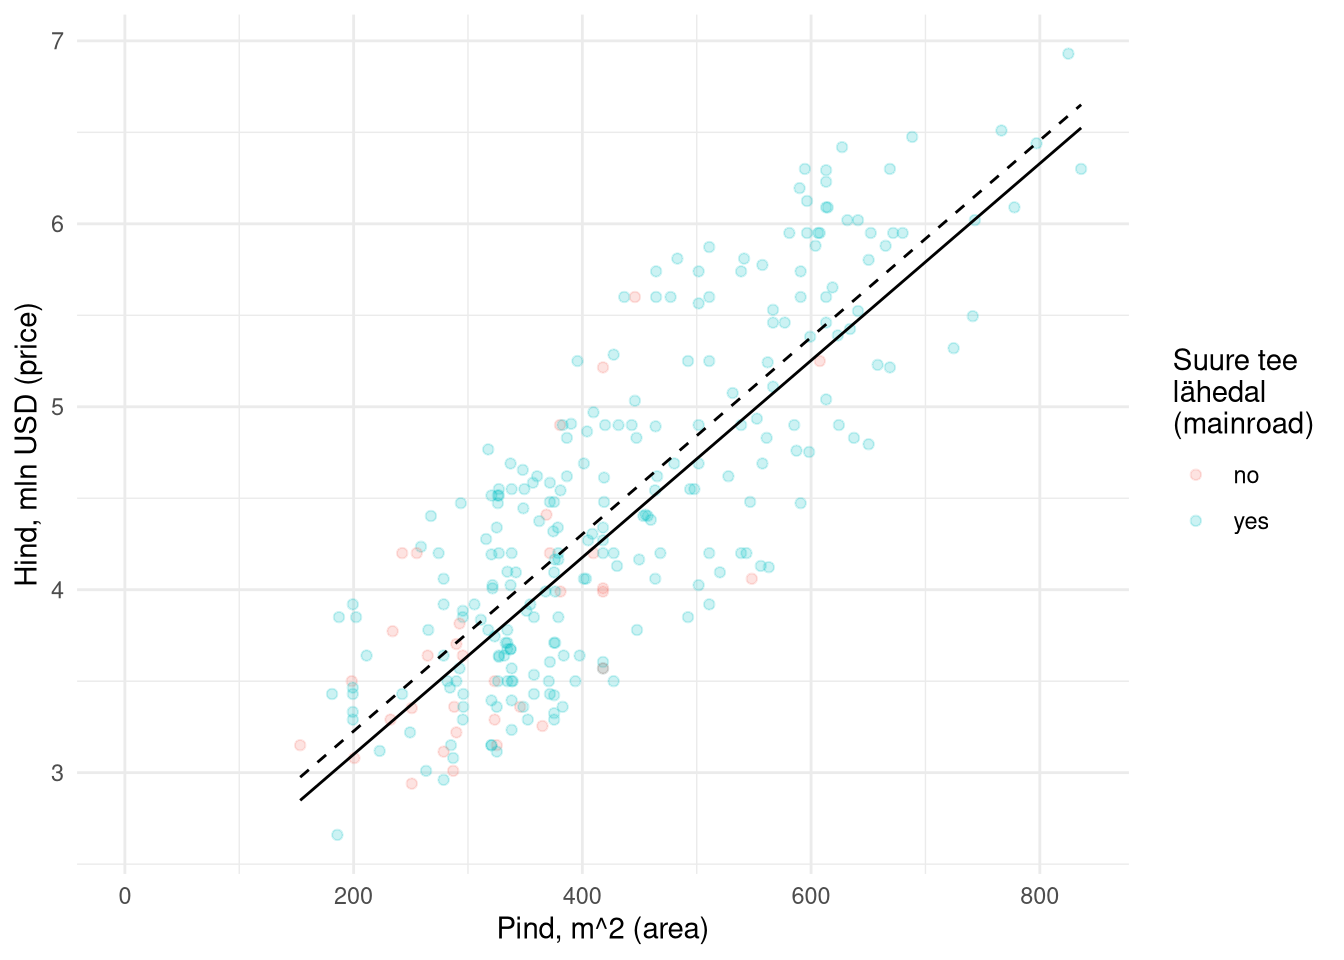 7
6
5
4
3
Hind, mln USD (price)
0 200 400 600 800
Pind, m^2 (area)
Suure tee
lähedal
(mainroad)
no
yes